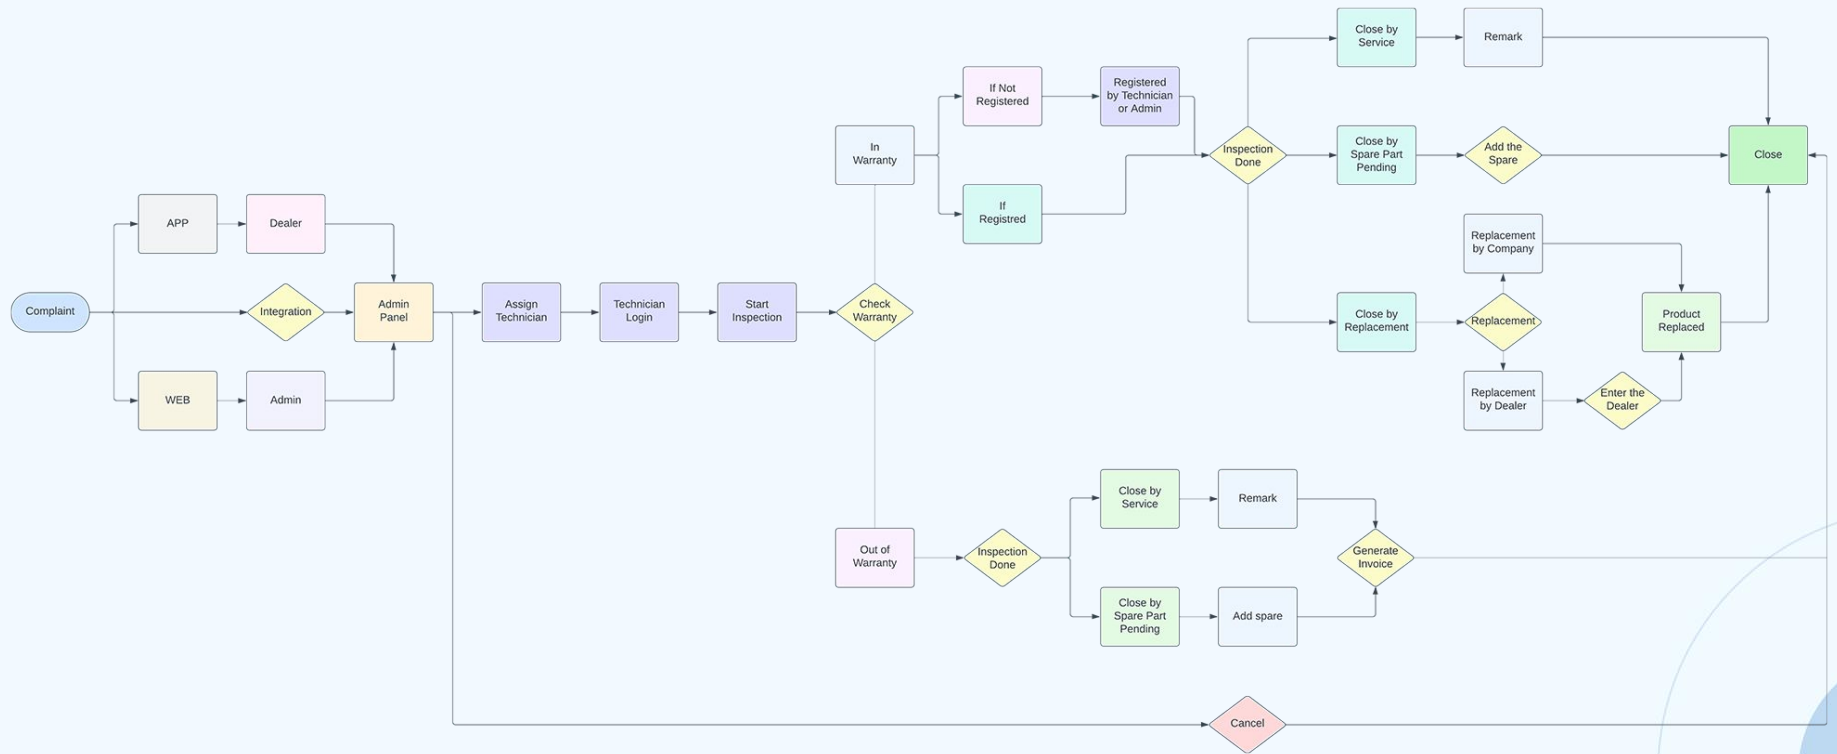 Complaint
APP
Dealer
Integration
WEB
Admin
Admin
Panel
Assign
Technician
Technician
Login
Start
Inspection
Check
Warranty
In
Warranty
If Not
Registered
Registered
by Technician
or Admin
If
Registred
Inspection
Done
Close by
Service
Remark
Close by
Spare Part
Pending
Add the
Spare
Close
Close by
Replacement
Replacement
Replacement
by Company
Replacement
by Dealer
Enter the
Dealer
Product
Replaced
Out of
Warranty
Inspection
Done
Close by
Service
Remark
Close by
Spare Part
Pending
Add spare
Generate
Invoice
Cancel